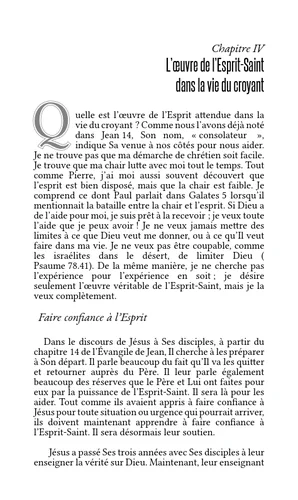 Chapitre IV
L'œuvre de l'Esprit-Saint
dans la vie du croyant
Quelle est l'œuvre de l'Esprit attendue dans la
vie du croyant ? Comme nous l'avons déjà noté
dans Jean 14, Son nom, « consolateur »,
indique Sa venue à nos côtés pour nous aider.
Je ne trouve pas que ma démarche de chrétien soit facile.
Je trouve que ma chair lutte avec moi tout le temps. Tout
comme Pierre, j'ai moi aussi souvent découvert que
l'esprit est bien disposé, mais que la chair est faible. Je
comprend ce dont Paul parlait dans Galates 5 lorsqu'il
mentionnait la bataille entre la chair et l'esprit. Si Dieu a
de l'aide pour moi, je suis prêt à la recevoir ; je veux toute
l'aide que je peux avoir ! Je ne veux jamais mettre des
limites à ce que Dieu veut me donner, ou à ce qu'Il veut
faire dans ma vie. Je ne veux pas être coupable, comme
les israélites dans le désert, de limiter Dieu (
Psaume 78.41). De la même manière, je ne cherche pas
l'expérience pour l'expérience en soit ; je désire
seulement l'œuvre véritable de l'Esprit-Saint, mais je la
veux complètement.
Faire confiance à l'Esprit
Dans le discours de Jésus à Ses disciples, à partir du
chapitre 14 de l'Évangile de Jean, Il cherche à les préparer
à Son départ. Il parle beaucoup du fait qu'Il va les quitter
et retourner auprès du Père. Il leur parle également
beaucoup des réserves que le Père et Lui ont faites pour
eux par la puissance de l'Esprit-Saint. Il sera là pour les
aider. Tout comme ils avaient appris à faire confiance à
Jésus pour toute situation ou urgence qui pourrait arriver,
ils doivent maintenant apprendre à faire confiance à
l'Esprit-Saint. Il sera désormais leur soutien.
Jésus a passé Ses trois années avec Ses disciples à leur
enseigner la vérité sur Dieu. Maintenant, leur enseignant